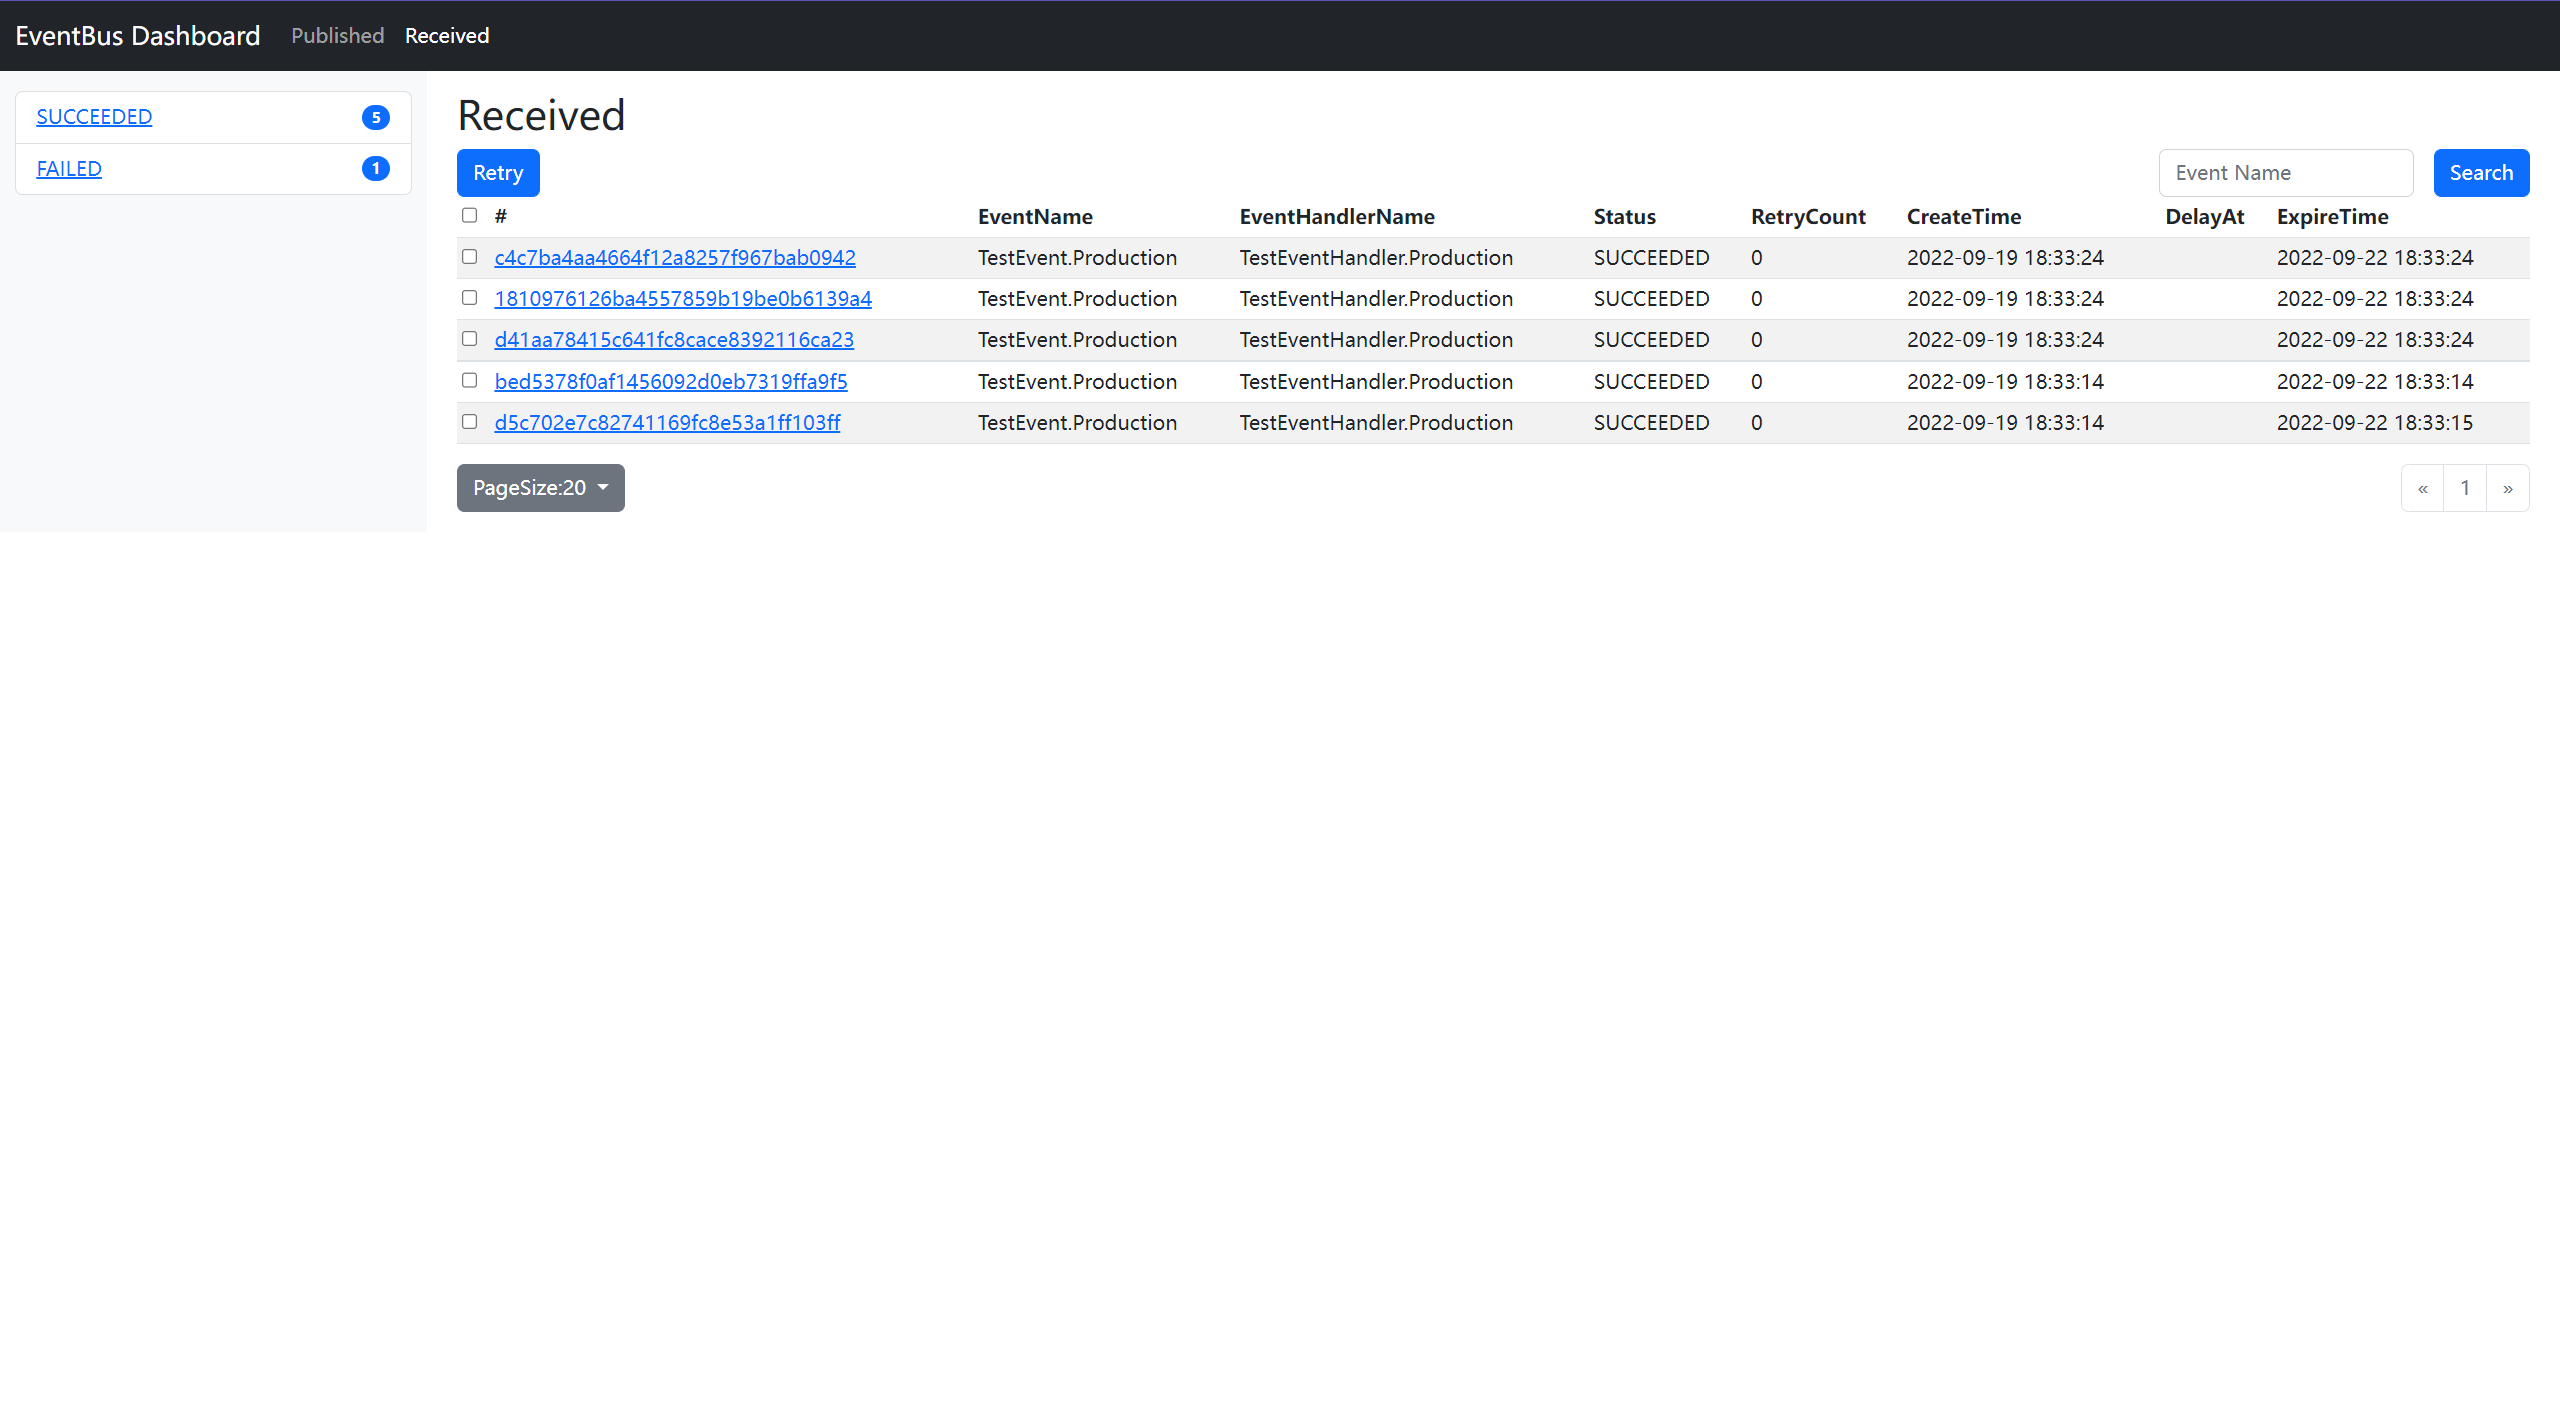 EventBus Dashboard Published Received
SUCCEEDED 5
FAILED 1
Received
Retry Event Name Search
# EventName EventHandlerName Status RetryCount CreateTime DelayAt ExpireTime
c4c7ba4aa4664f12a8257f967bab0942 TestEvent.Production TestEventHandler.Production SUCCEEDED 0 2022-09-19 18:33:24 2022-09-22 18:33:24
1810976126ba4557859b19be0b6139a4 TestEvent.Production TestEventHandler.Production SUCCEEDED 0 2022-09-19 18:33:24 2022-09-22 18:33:24
d41aa78415c641fc8cace8392116ca23 TestEvent.Production TestEventHandler.Production SUCCEEDED 0 2022-09-19 18:33:24 2022-09-22 18:33:24
bed5378f0af1456092d0eb7319ffa9f5 TestEvent.Production TestEventHandler.Production SUCCEEDED 0 2022-09-19 18:33:14 2022-09-22 18:33:14
d5c702e7c82741169fc8e53a1ff103ff TestEvent.Production TestEventHandler.Production SUCCEEDED 0 2022-09-19 18:33:14 2022-09-22 18:33:15
PageSize:20 « 1 »